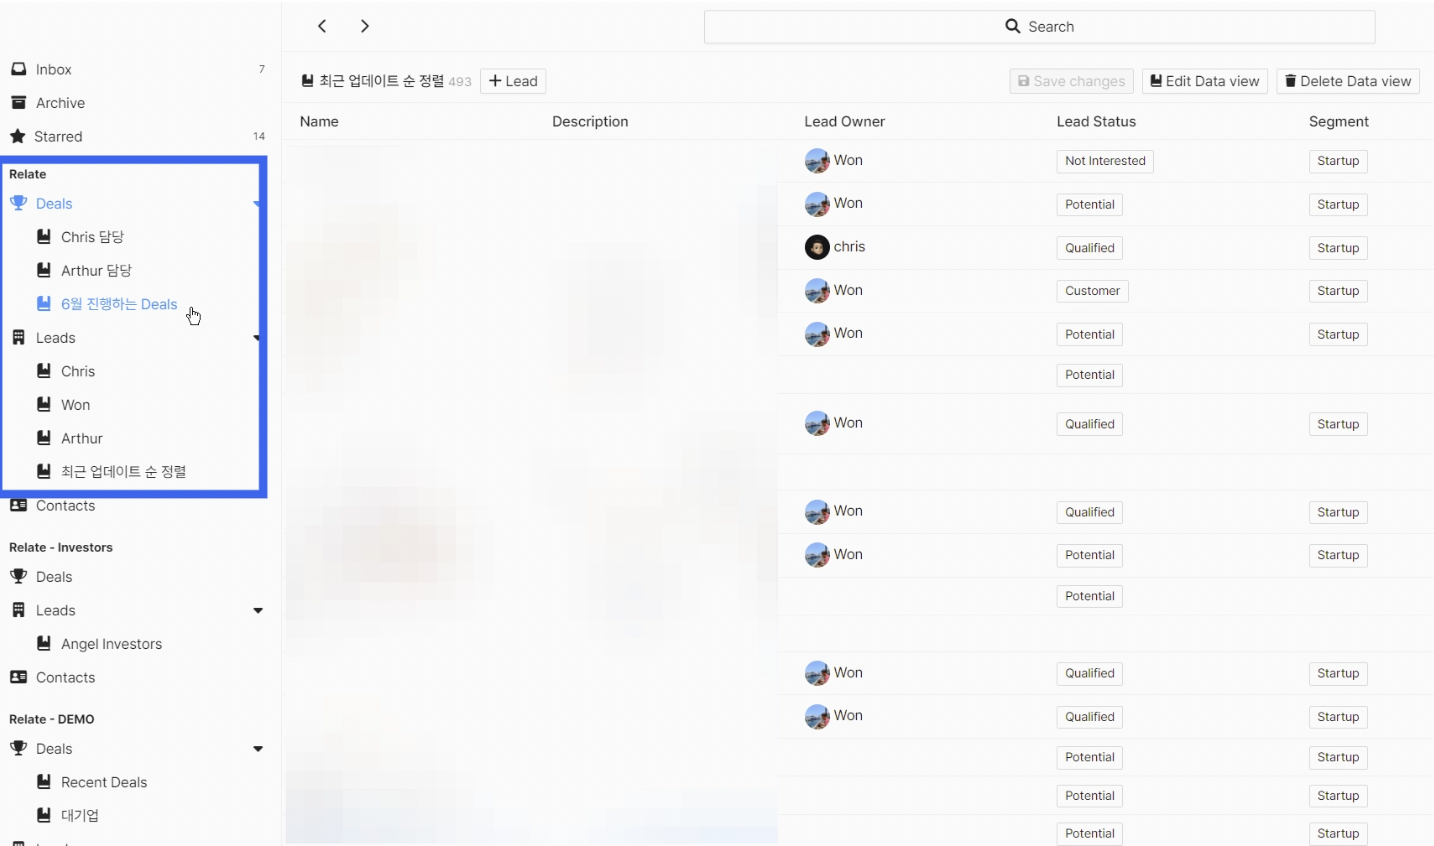 Search
Inbox 7
Archive
Starred 14
Relate
Deals
Chris 담당
Arthur 담당
6월 진행하는 Deals
Leads
Chris
Won
Arthur
최근 업데이트 순 정렬
Contacts
Relate - Investors
Deals
Leads
Angel Investors
Contacts
Relate - DEMO
Deals
Recent Deals
대기업
최근 업데이트 순 정렬 493 + Lead Save changes Edit Data view Delete Data view
Name Description Lead Owner Lead Status Segment
Won Not Interested Startup
Won Potential Startup
chris Qualified Startup
Won Customer Startup
Won Potential Startup
Potential
Won Qualified Startup
Won Qualified Startup
Won Potential Startup
Potential
Won Qualified Startup
Won Qualified Startup
Potential Startup
Potential Startup
Potential Startup